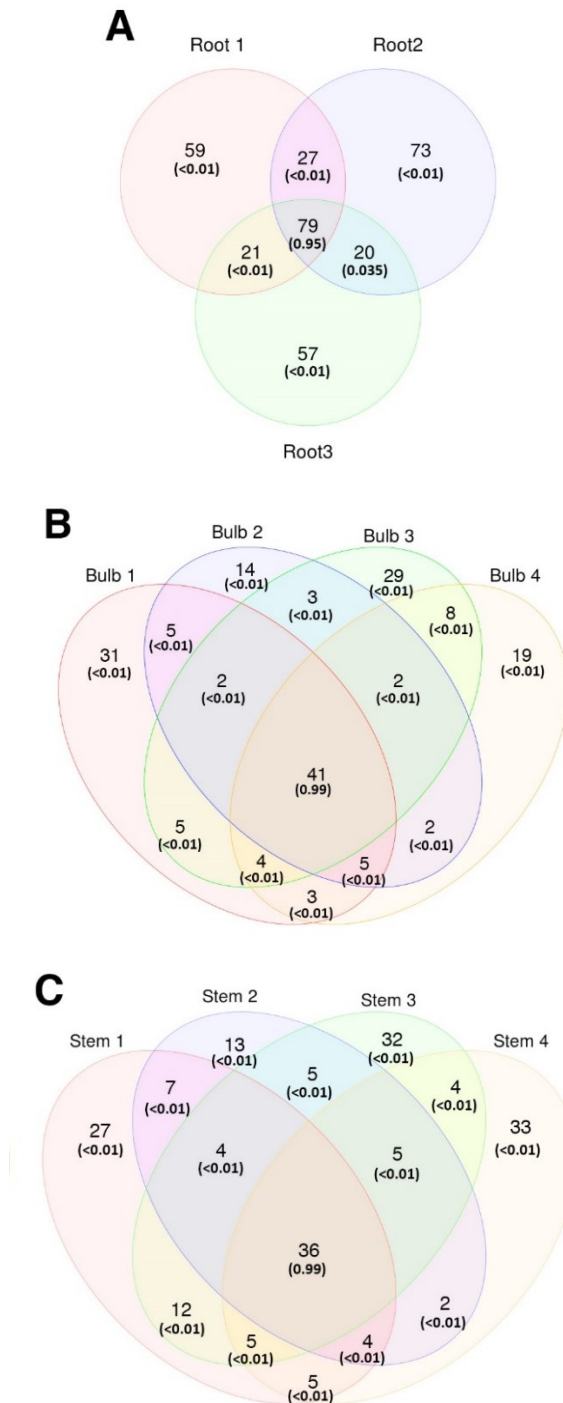 A
Root 1 Root2
59 27 73
(<0.01) (<0.01) (<0.01)
79
(0.95)
21 20
(<0.01) (0.035)
57
(<0.01)
Root3
B
Bulb 2 Bulb 3
Bulb 1 Bulb 4
14 3 29
(<0.01) (<0.01) (<0.01)
5 8
(<0.01) (<0.01)
31 19
(<0.01) (<0.01)
2 2
(<0.01) (<0.01)
41
(0.99)
5 2
(<0.01) (<0.01)
4 5
(<0.01) (<0.01)
3
(<0.01)
C
Stem 2 Stem 3
Stem 1 Stem 4
13 5 32
(<0.01) (<0.01) (<0.01)
7 4
(<0.01) (<0.01)
27 33
(<0.01) (<0.01)
4 5
(<0.01) (<0.01)
36
(0.99)
12 2
(<0.01) (<0.01)
5 4
(<0.01) (<0.01)
5
(<0.01)